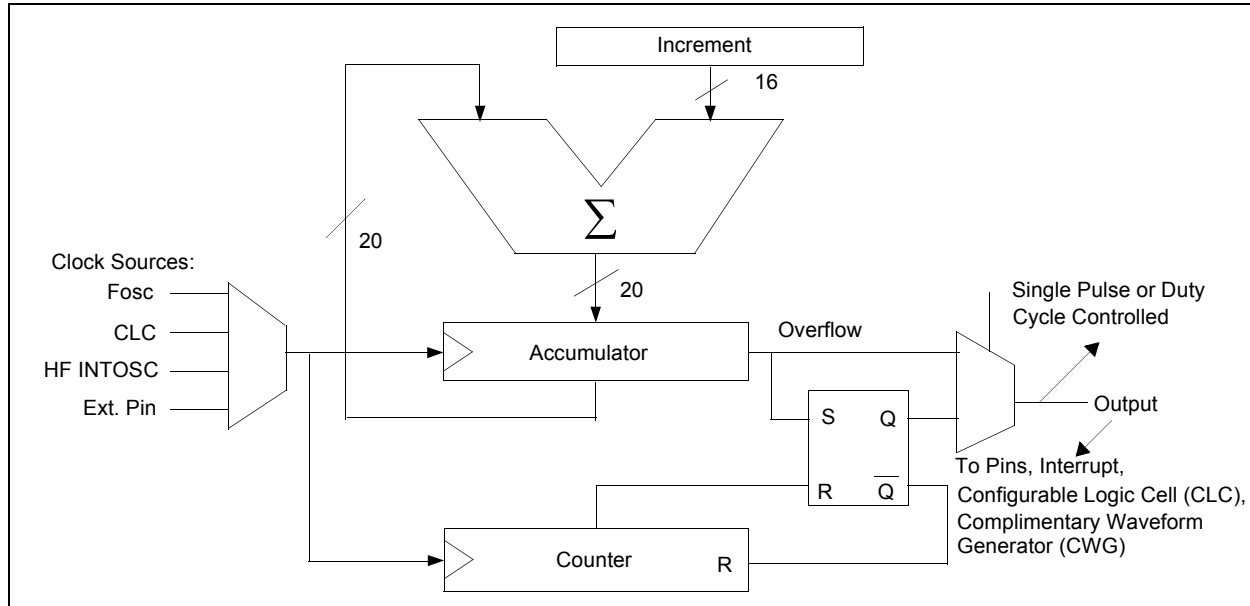 Increment
16
Σ
20
20
Clock Sources:
Fosc
CLC
HF INTOSC
Ext. Pin
Accumulator
Overflow
Single Pulse or Duty
Cycle Controlled
Output
S
Q
R
Q̅
To Pins, Interrupt,
Configurable Logic Cell (CLC),
Complimentary Waveform
Generator (CWG)
Counter
R